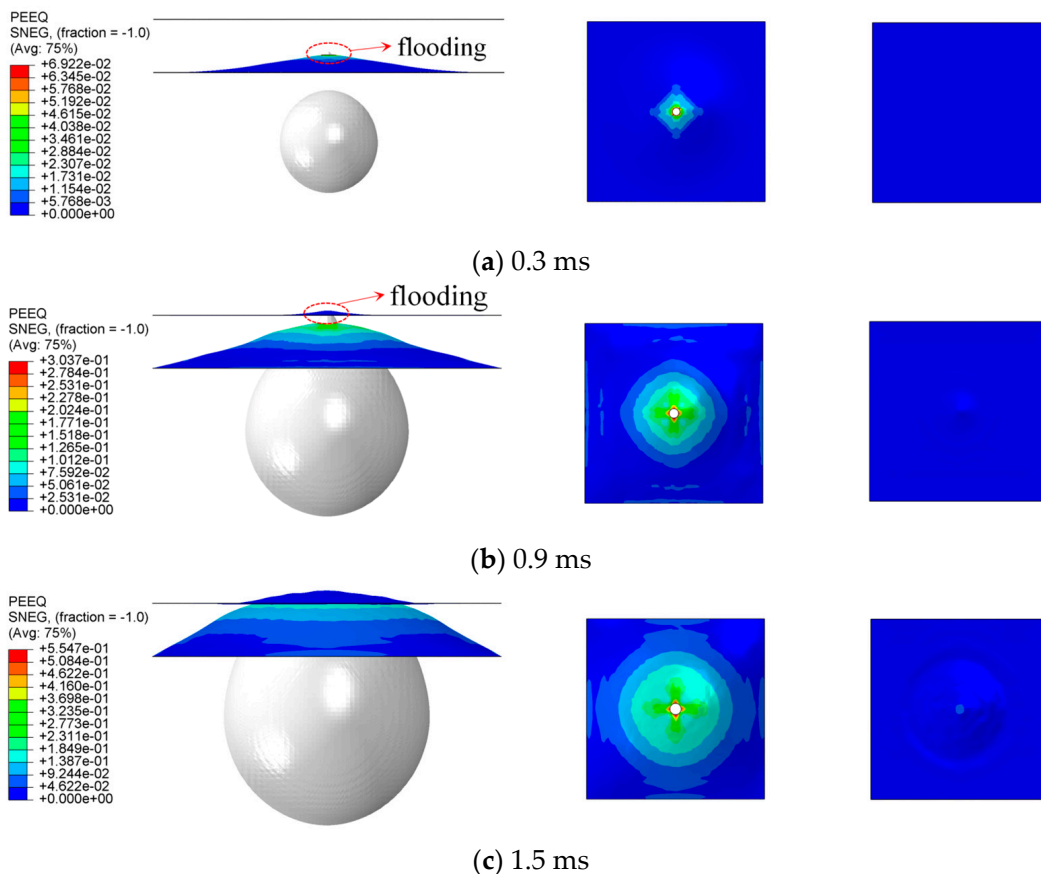 PEEQ
SNEG, (fraction = -1.0)
(Avg: 75%)
+6.922e-02
+6.345e-02
+5.768e-02
+5.192e-02
+4.615e-02
+4.038e-02
+3.461e-02
+2.884e-02
+2.307e-02
+1.731e-02
+1.154e-02
+5.768e-03
+0.000e+00
flooding
(a) 0.3 ms
PEEQ
SNEG, (fraction = -1.0)
(Avg: 75%)
+3.037e-01
+2.784e-01
+2.531e-01
+2.278e-01
+2.024e-01
+1.771e-01
+1.518e-01
+1.265e-01
+1.012e-01
+7.592e-02
+5.061e-02
+2.531e-02
+0.000e+00
flooding
(b) 0.9 ms
PEEQ
SNEG, (fraction = -1.0)
(Avg: 75%)
+5.547e-01
+5.084e-01
+4.622e-01
+4.160e-01
+3.698e-01
+3.235e-01
+2.773e-01
+2.311e-01
+1.849e-01
+1.387e-01
+9.244e-02
+4.622e-02
+0.000e+00
(c) 1.5 ms